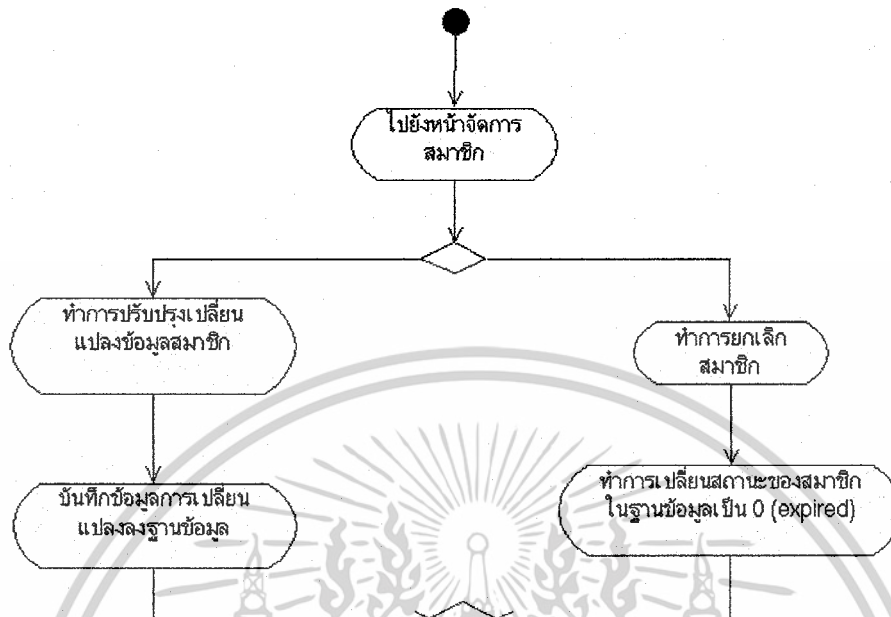 ไปยังหน้าจัดการ
สมาชิก
ทำการปรับปรุงเปลี่ยน
แปลงข้อมูลสมาชิก
ทำการยกเลิก
สมาชิก
บันทึกข้อมูลการเปลี่ยน
แปลงลงฐานข้อมูล
ทำการเปลี่ยนสถานะของสมาชิก
ในฐานข้อมูลเป็น 0 (expired)